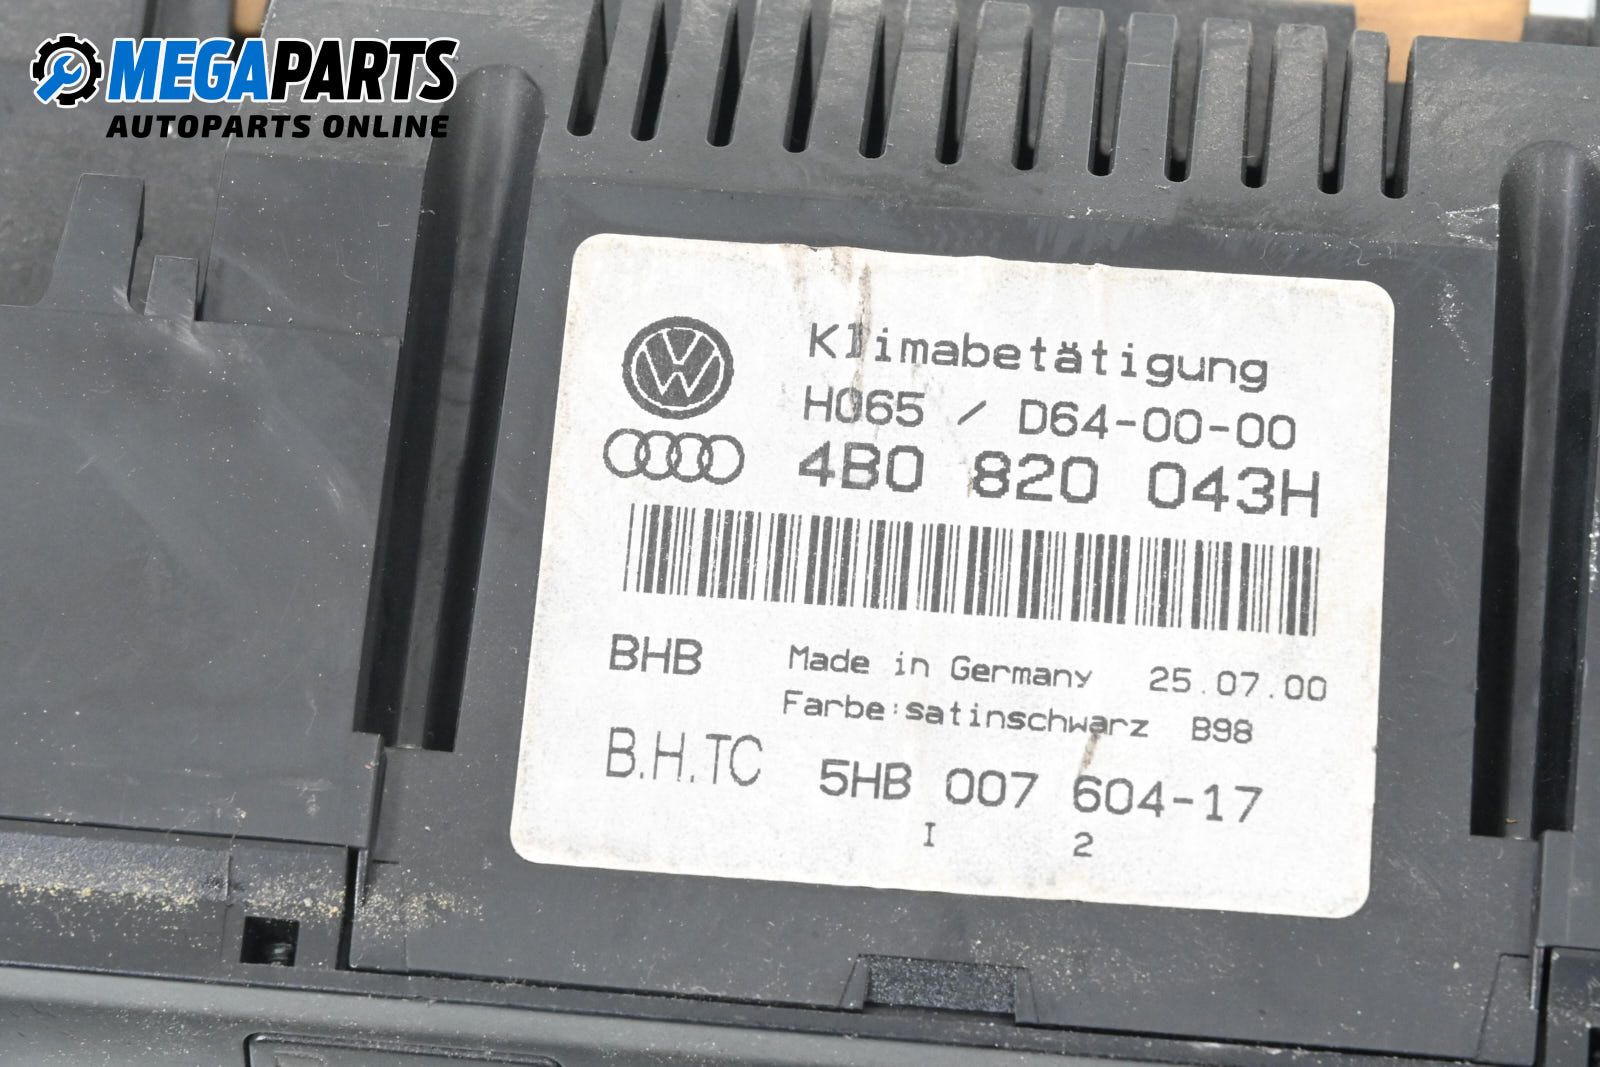 MEGAPARTS
AUTOPARTS ONLINE
Klimabetätigung
H065 / D64-00-00
4B0 820 043H
BHB Made in Germany 25.07.00
Farbe:satinschwarz B98
B.H.TC 5HB 007 604-17
I 2